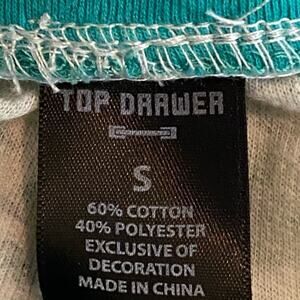 TOP DRAWER
S
60% COTTON
40% POLYESTER
EXCLUSIVE OF
DECORATION
MADE IN CHINA